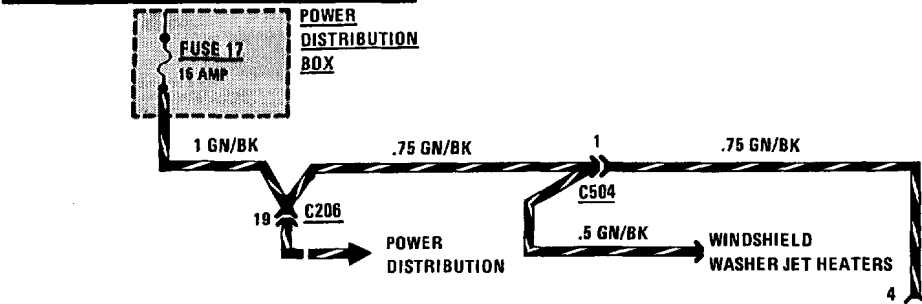 POWER
DISTRIBUTION
BOX
FUSE 17
16 AMP
1 GN/BK
.75 GN/BK
1
.75 GN/BK
C504
19
C206
POWER
DISTRIBUTION
.5 GN/BK
WINDSHIELD
WASHER JET HEATERS
4